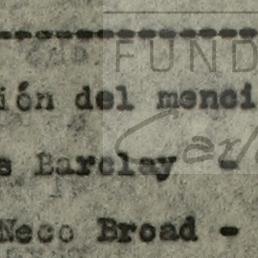 FUND
ión del menci
s Barclay -
Neco Broad -